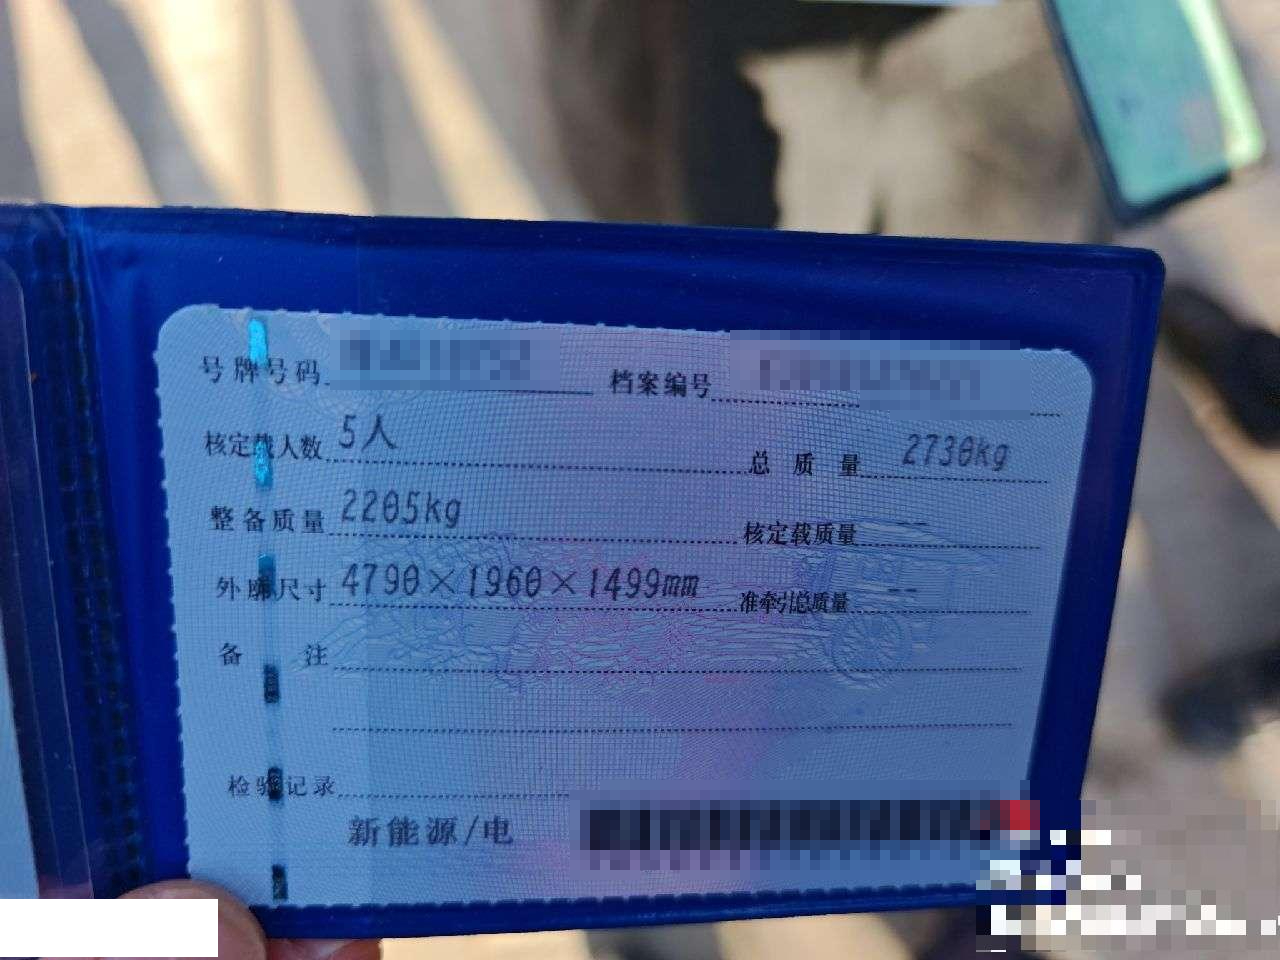 号牌号码 档案编号
核定载人数 5人 总质量 2730kg
整备质量 2205kg 核定载质量 --
外廓尺寸 4790×1960×1499mm 准牵引总质量 --
备注
检验记录
新能源/电